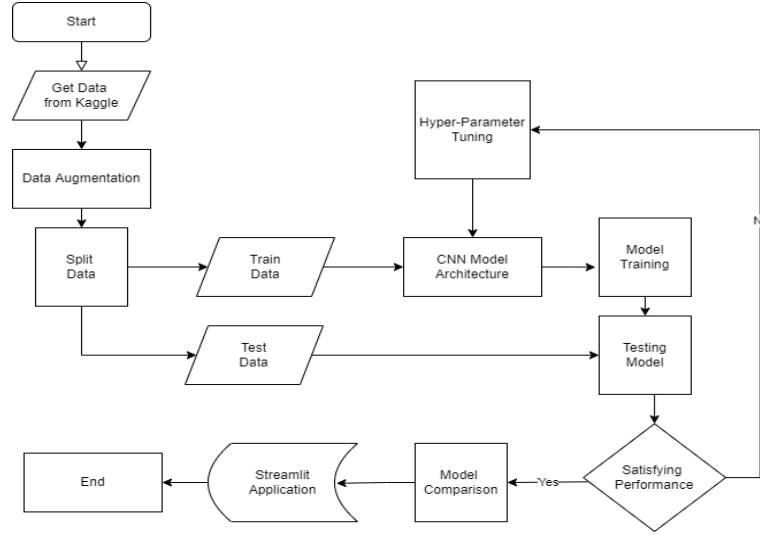 Start
Get Data
from Kaggle
Data Augmentation
Split
Data
Train
Data
Test
Data
Hyper-Parameter
Tuning
CNN Model
Architecture
Model
Training
Testing
Model
Satisfying
Performance
Yes
Model
Comparison
Streamlit
Application
End